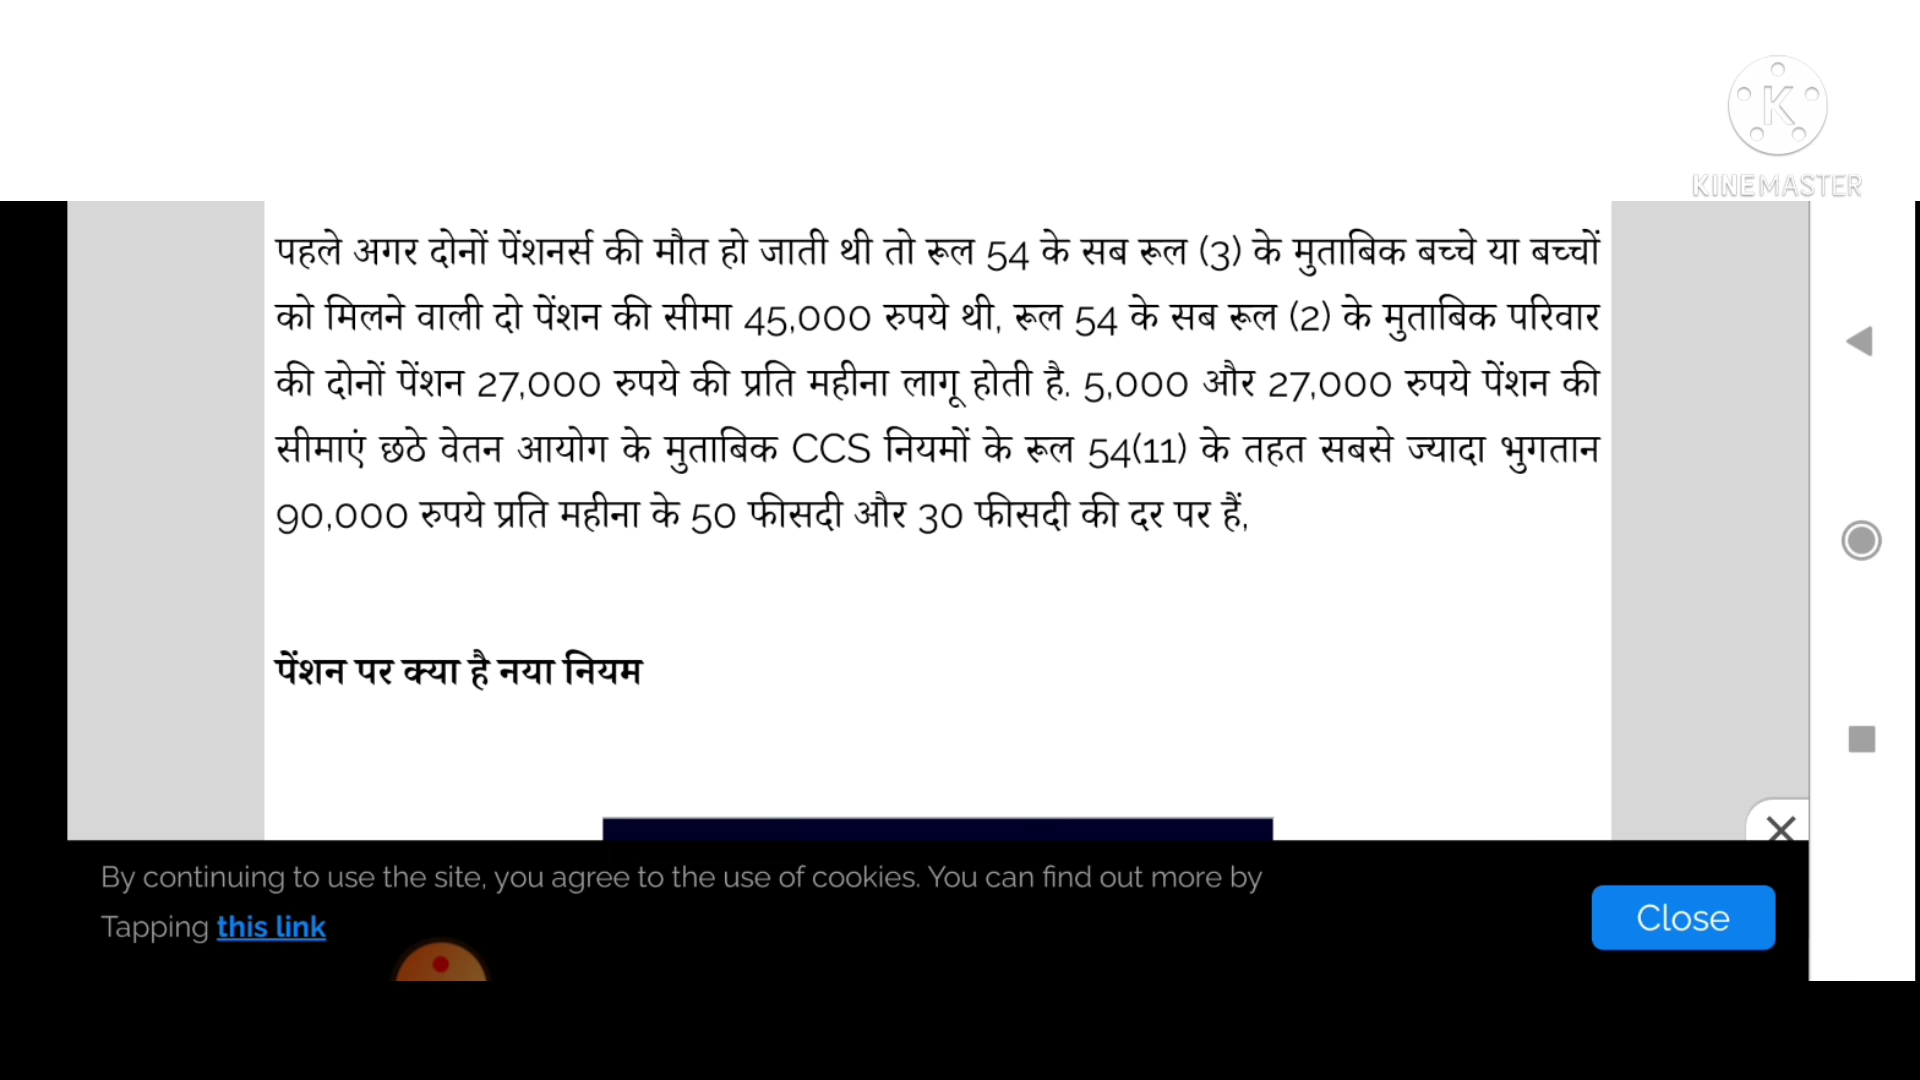 KINEMASTER
पहले अगर दोनों पेंशनर्स की मौत हो जाती थी तो रूल 54 के सब रूल (3) के मुताबिक बच्चे या बच्चों
को मिलने वाली दो पेंशन की सीमा 45,000 रुपये थी, रूल 54 के सब रूल (2) के मुताबिक परिवार
की दोनों पेंशन 27,000 रुपये की प्रति महीना लागू होती है. 5,000 और 27,000 रुपये पेंशन की
सीमाएं छठे वेतन आयोग के मुताबिक CCS नियमों के रूल 54(11) के तहत सबसे ज्यादा भुगतान
90,000 रुपये प्रति महीना के 50 फीसदी और 30 फीसदी की दर पर हैं,
पेंशन पर क्या है नया नियम
By continuing to use the site, you agree to the use of cookies. You can find out more by
Tapping this link
Close